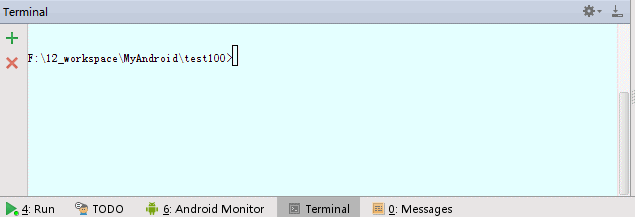 Terminal
F:\12_workspace\MyAndroid\test100>
4: Run TODO 6: Android Monitor Terminal 0: Messages